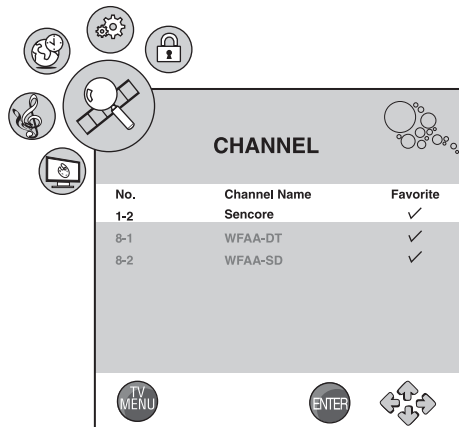 CHANNEL
No. Channel Name Favorite
1-2 Sencore
8-1 WFAA-DT
8-2 WFAA-SD
TV
MENU
ENTER